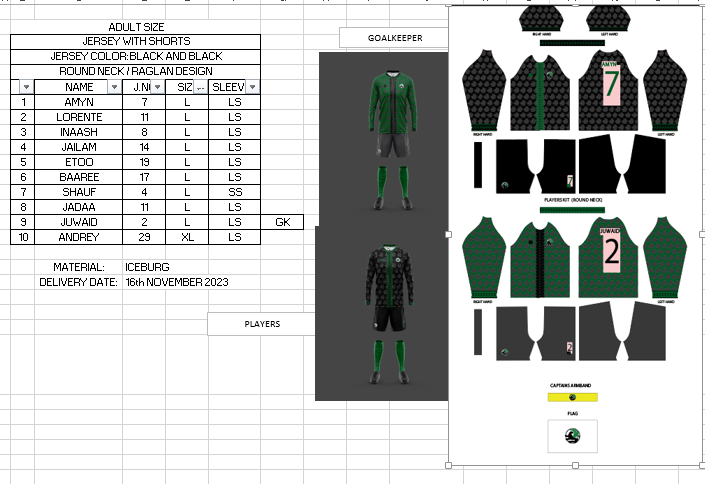 ADULT SIZE
JERSEY WITH SHORTS
JERSEY COLOR:BLACK AND BLACK
ROUND NECK / RAGLAN DESIGN
NAME J.N( SIZ SLEEV
1 AMYN 7 L LS
2 LORENTE 11 L LS
3 INAASH 8 L LS
4 JAILAM 14 L LS
5 ETOO 19 L LS
6 BAAREE 17 L LS
7 SHAUF 4 L SS
8 JADAA 11 L LS
9 JUWAID 2 L LS GK
10 ANDREY 29 XL LS
MATERIAL: ICEBURG
DELIVERY DATE: 16th NOVEMBER 2023
GOALKEEPER
PLAYERS
RIGHT HAND LEFT HAND
AMYN
7
7
RIGHT HAND LEFT HAND
PLAYERS KIT (ROUND NECK)
JUWAID
2
2
RIGHT HAND LEFT HAND
CAPTAINS ARMBAND
FLAG